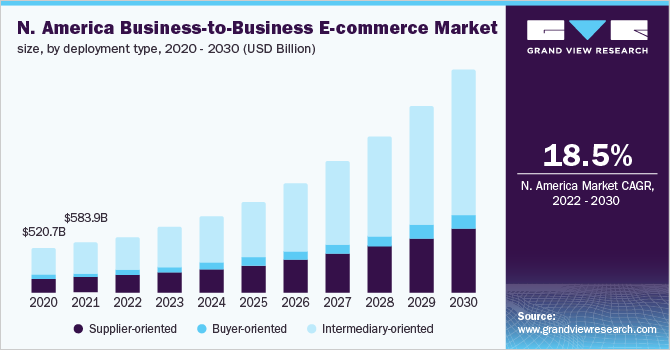 N. America Business-to-Business E-commerce Market
size, by deployment type, 2020 - 2030 (USD Billion)
GRAND VIEW RESEARCH
18.5%
N. America Market CAGR,
2022 - 2030
$520.7B
$583.9B
2020 2021 2022 2023 2024 2025 2026 2027 2028 2029 2030
Supplier-oriented Buyer-oriented Intermediary-oriented
Source:
www.grandviewresearch.com